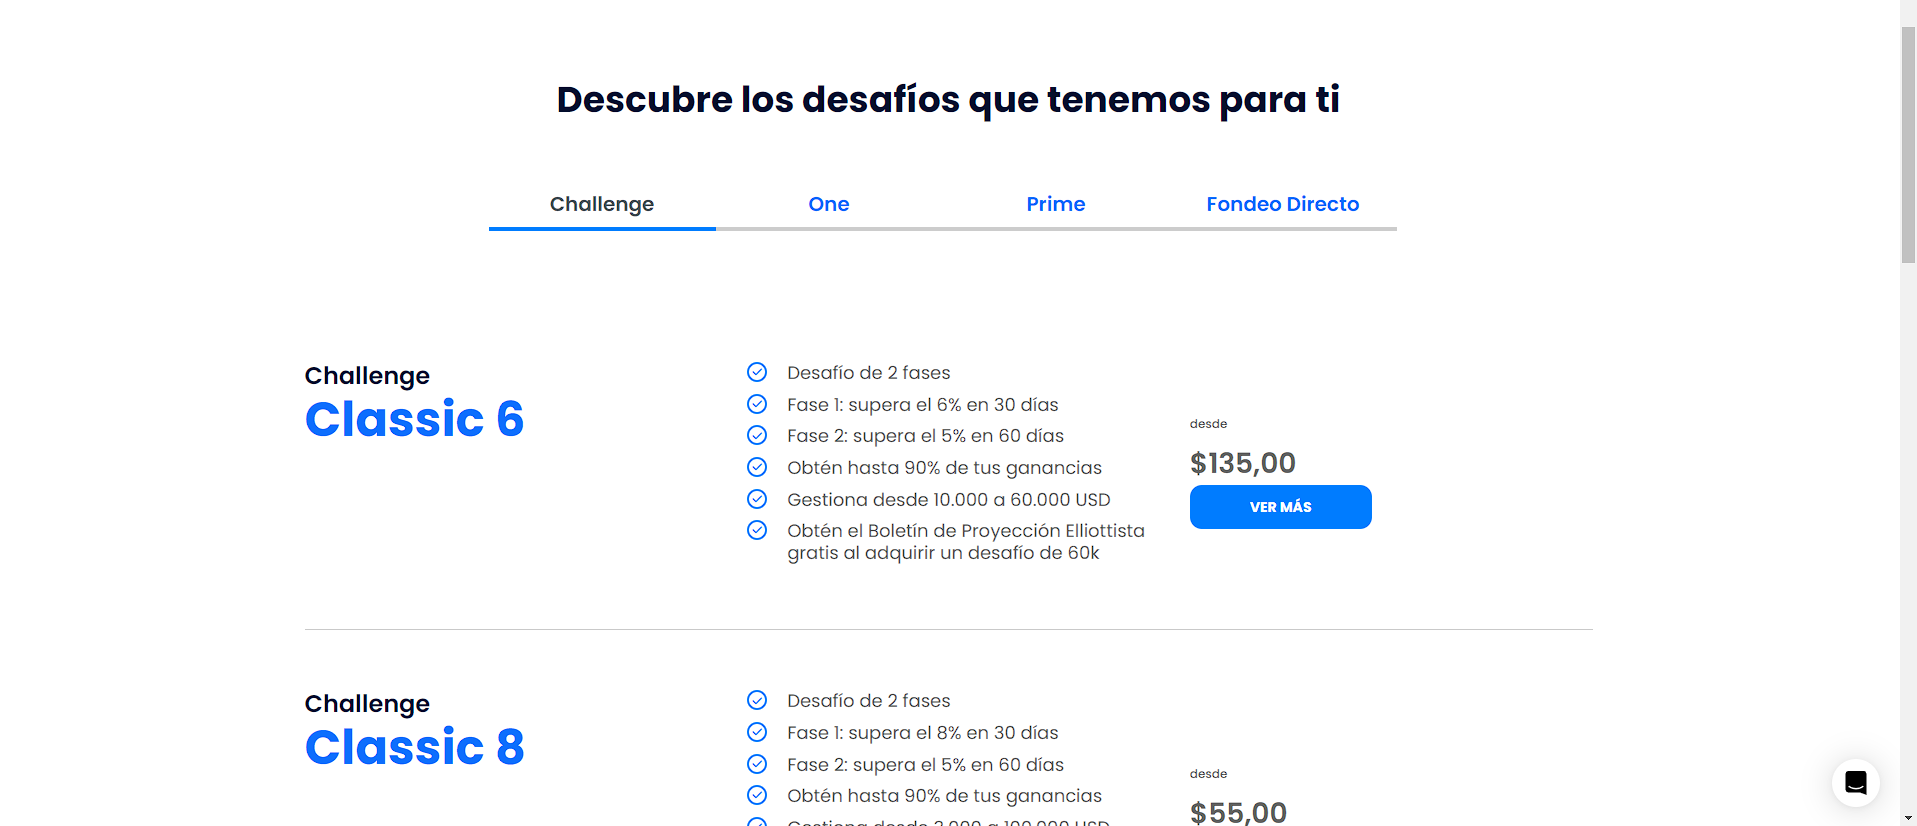 Descubre los desafíos que tenemos para ti
Challenge
One
Prime
Fondeo Directo
Challenge
Classic 6
Desafío de 2 fases
Fase 1: supera el 6% en 30 días
Fase 2: supera el 5% en 60 días
Obtén hasta 90% de tus ganancias
Gestiona desde 10.000 a 60.000 USD
Obtén el Boletín de Proyección Elliottista
gratis al adquirir un desafío de 60k
desde
$135,00
VER MÁS
Challenge
Classic 8
Desafío de 2 fases
Fase 1: supera el 8% en 30 días
Fase 2: supera el 5% en 60 días
Obtén hasta 90% de tus ganancias
desde
$55,00